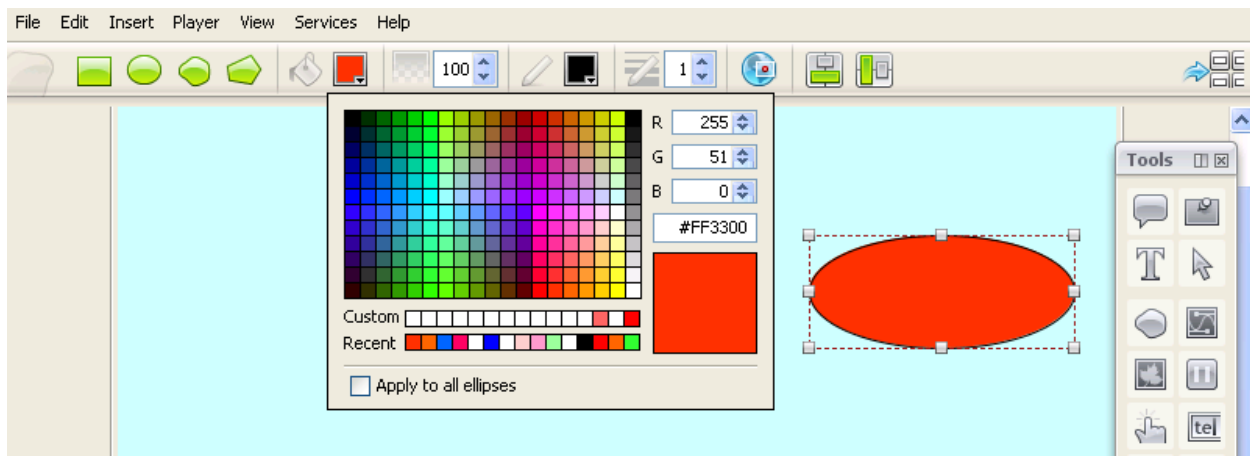 File Edit Insert Player View Services Help
100 1
R 255
G 51
B 0
#FF3300
Custom
Recent
Apply to all ellipses
Tools
T
tel